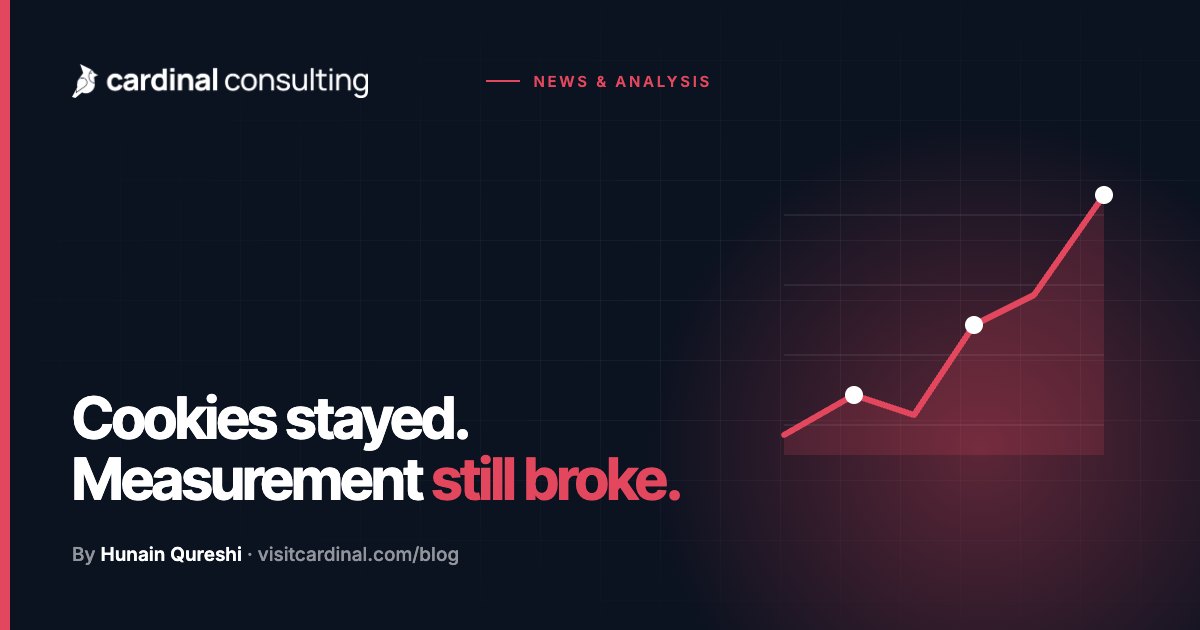 cardinal consulting
NEWS & ANALYSIS
Cookies stayed.
Measurement still broke.
By Hunain Qureshi · visitcardinal.com/blog